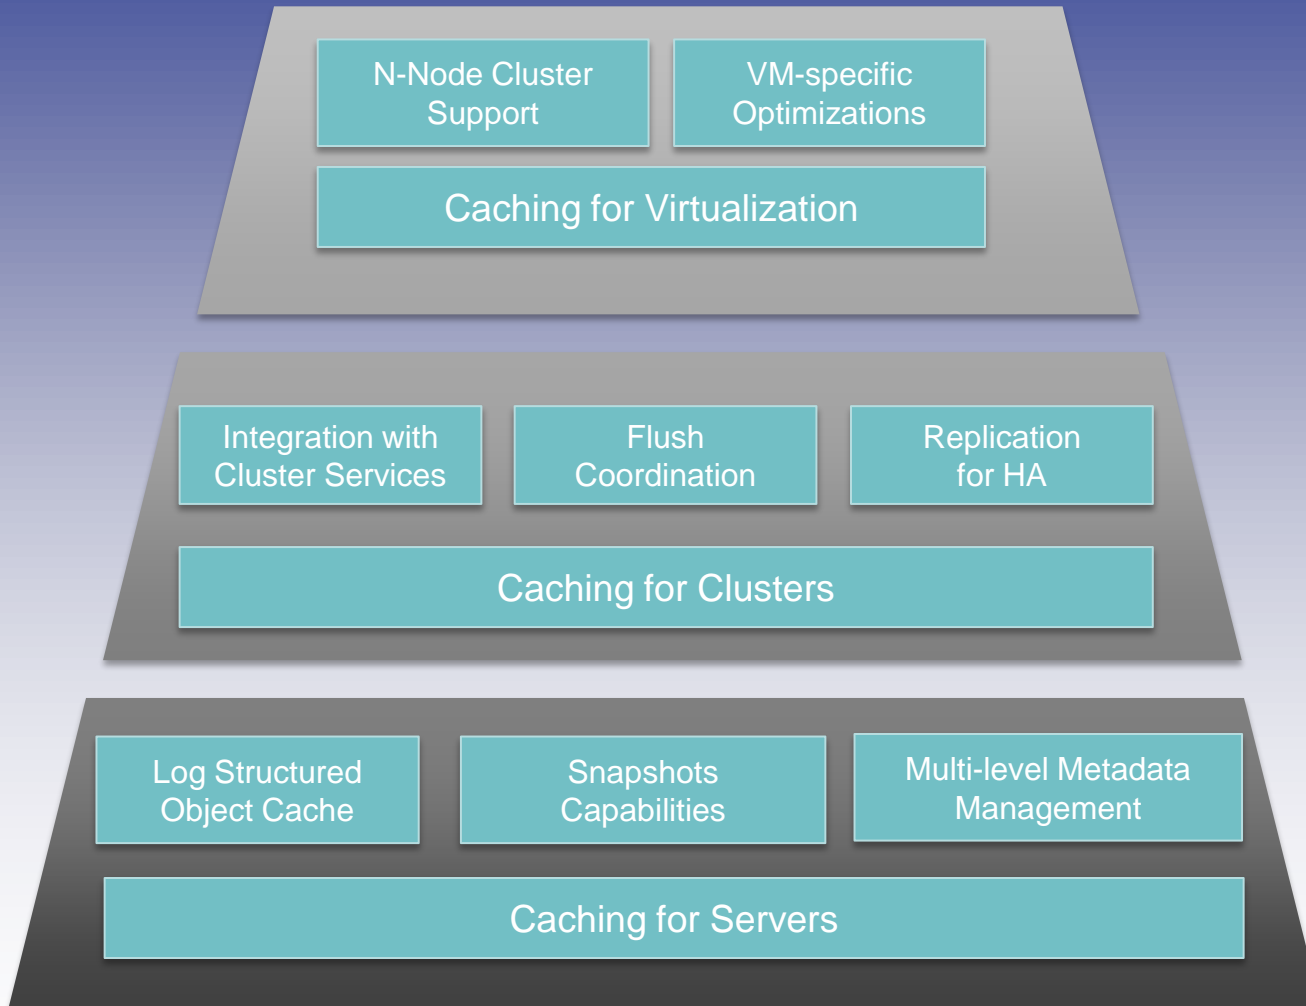 N-Node Cluster
Support
VM-specific
Optimizations
Caching for Virtualization
Integration with
Cluster Services
Flush
Coordination
Replication
for HA
Caching for Clusters
Log Structured
Object Cache
Snapshots
Capabilities
Multi-level Metadata
Management
Caching for Servers